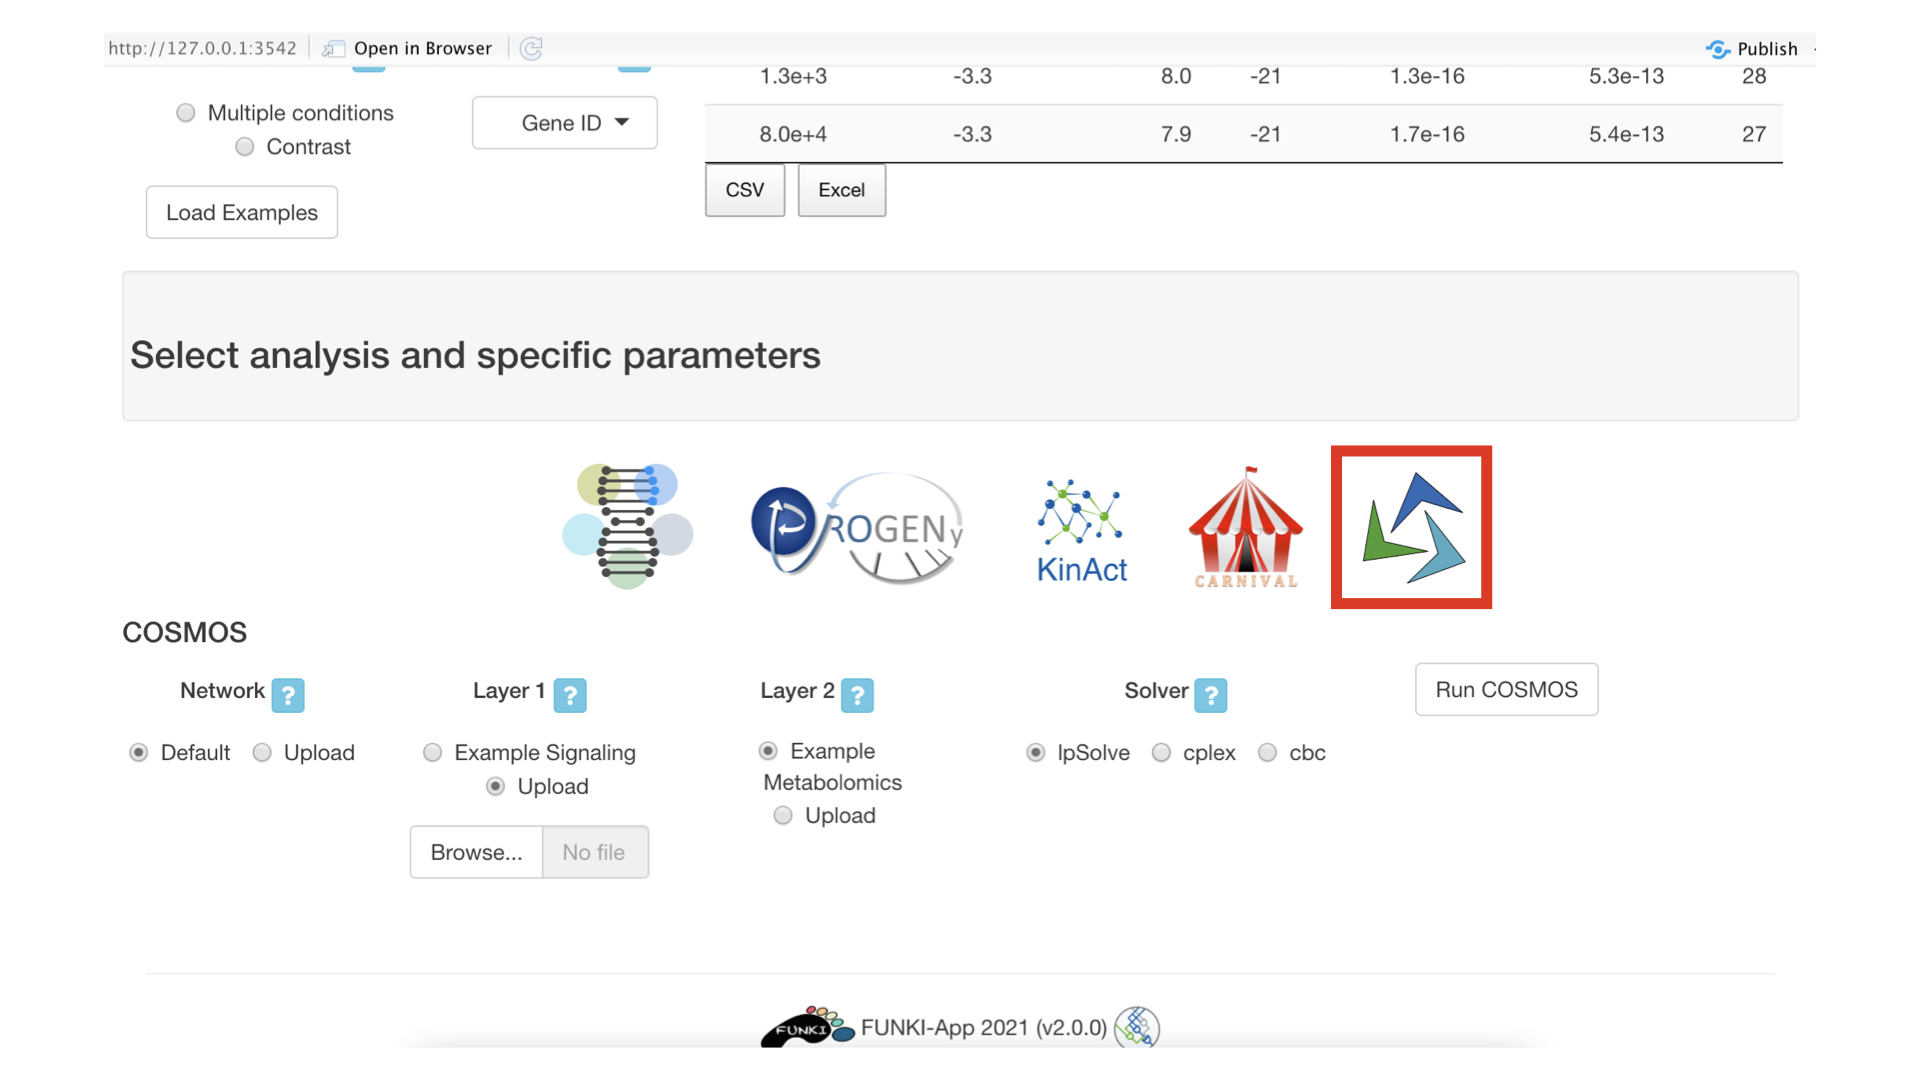 http://127.0.0.1:3542 Open in Browser Publish
1.3e+3 -3.3 8.0 -21 1.3e-16 5.3e-13 28
Multiple conditions Gene ID
8.0e+4 -3.3 7.9 -21 1.7e-16 5.4e-13 27
Contrast
CSV Excel
Load Examples
Select analysis and specific parameters
PROGENy
KinAct
CARNIVAL
COSMOS
Network ? Layer 1 ? Layer 2 ? Solver ? Run COSMOS
Default Upload Example Signaling Example lpSolve cplex cbc
Metabolomics
Upload Upload
Browse... No file
FUNKI FUNKI-App 2021 (v2.0.0)